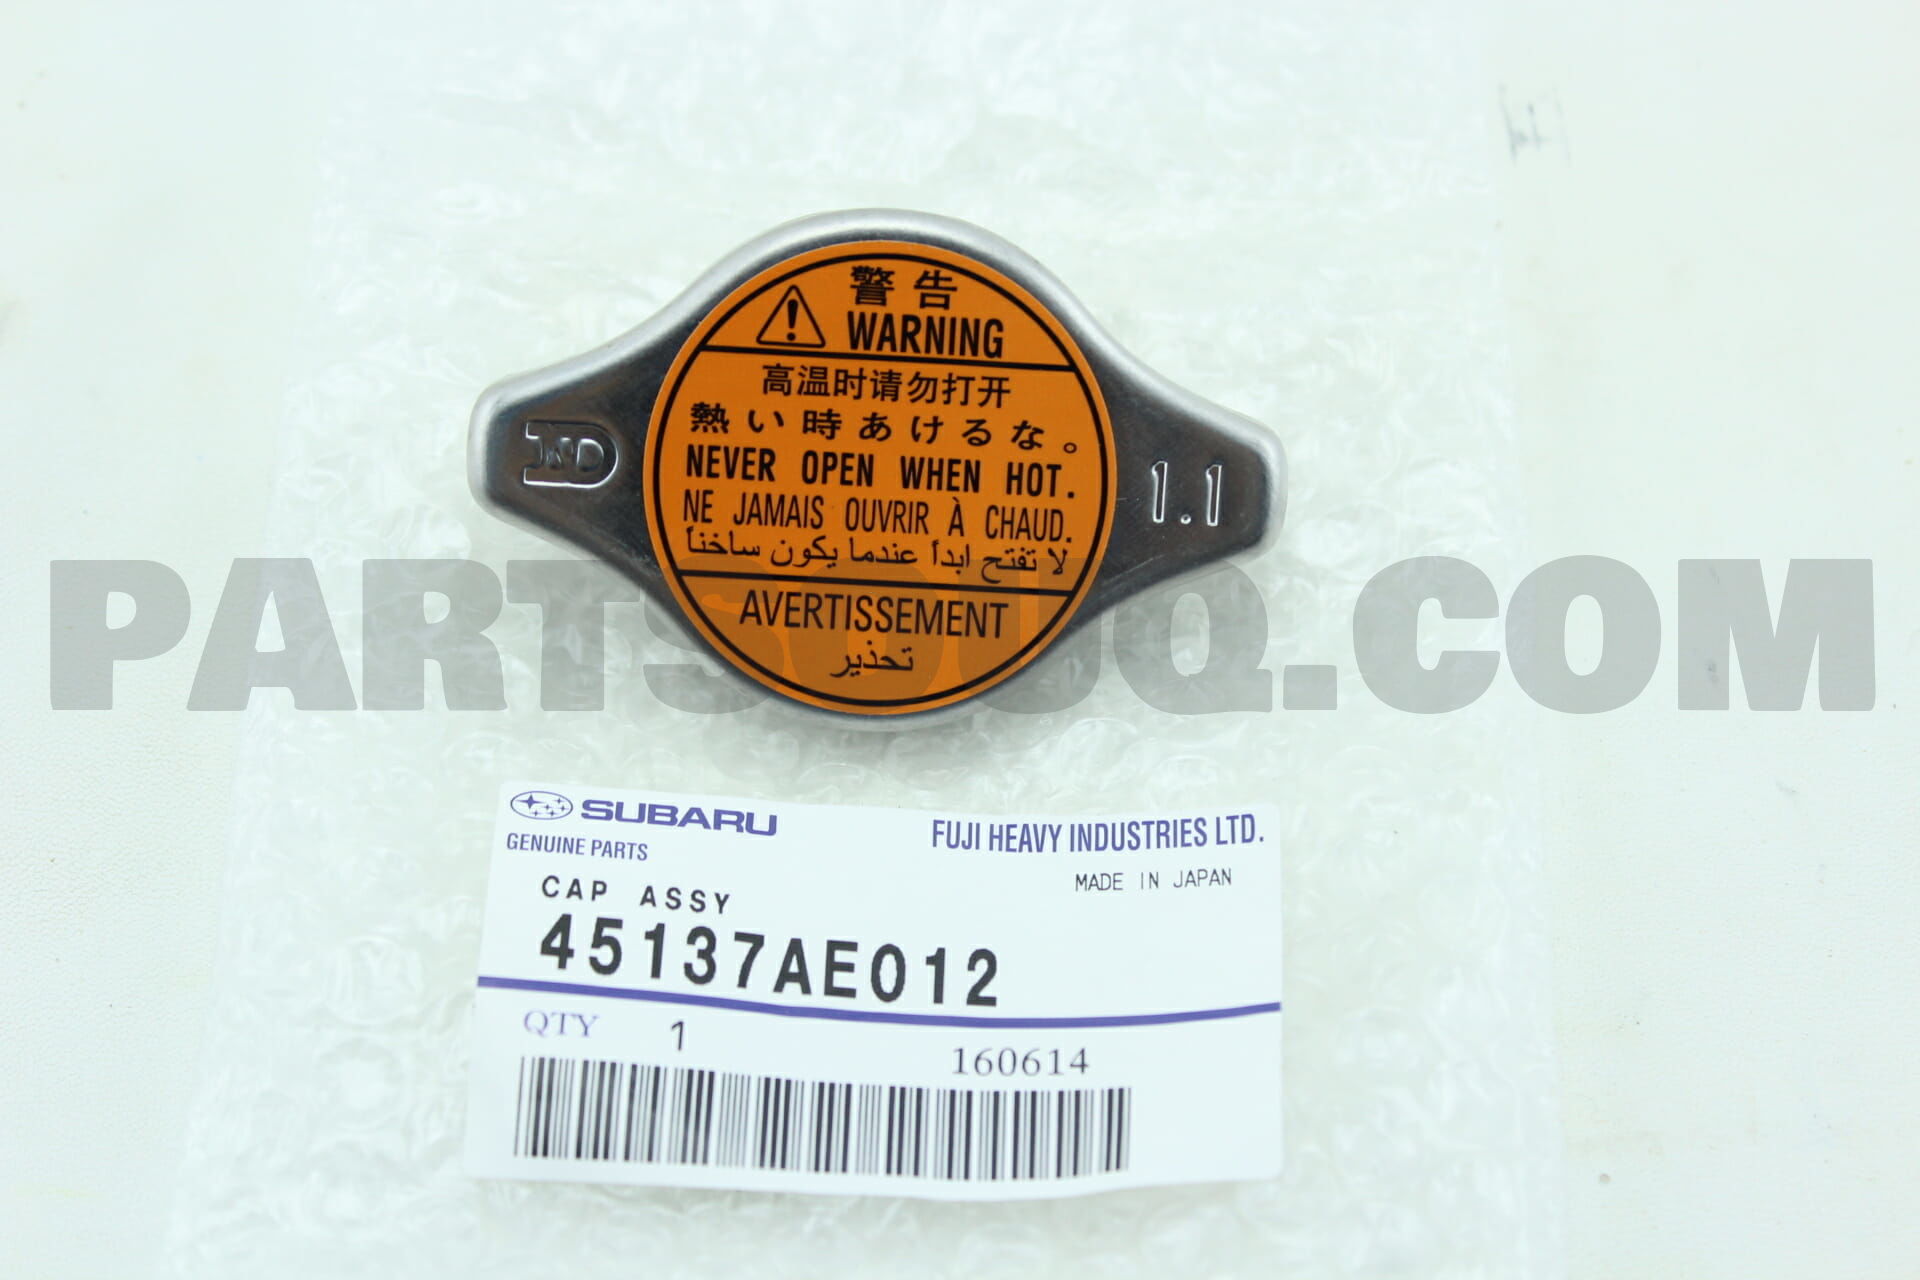 警告
WARNING
高温时请勿打开
熱い時あけるな。
NEVER OPEN WHEN HOT.
NE JAMAIS OUVRIR À CHAUD.
لا تفتح ابداً عندما يكون ساخناً
AVERTISSEMENT
تحذير
ND
1.1
PARTSOUQ.COM
SUBARU
GENUINE PARTS
FUJI HEAVY INDUSTRIES LTD.
MADE IN JAPAN
CAP ASSY
45137AE012
QTY 1
160614